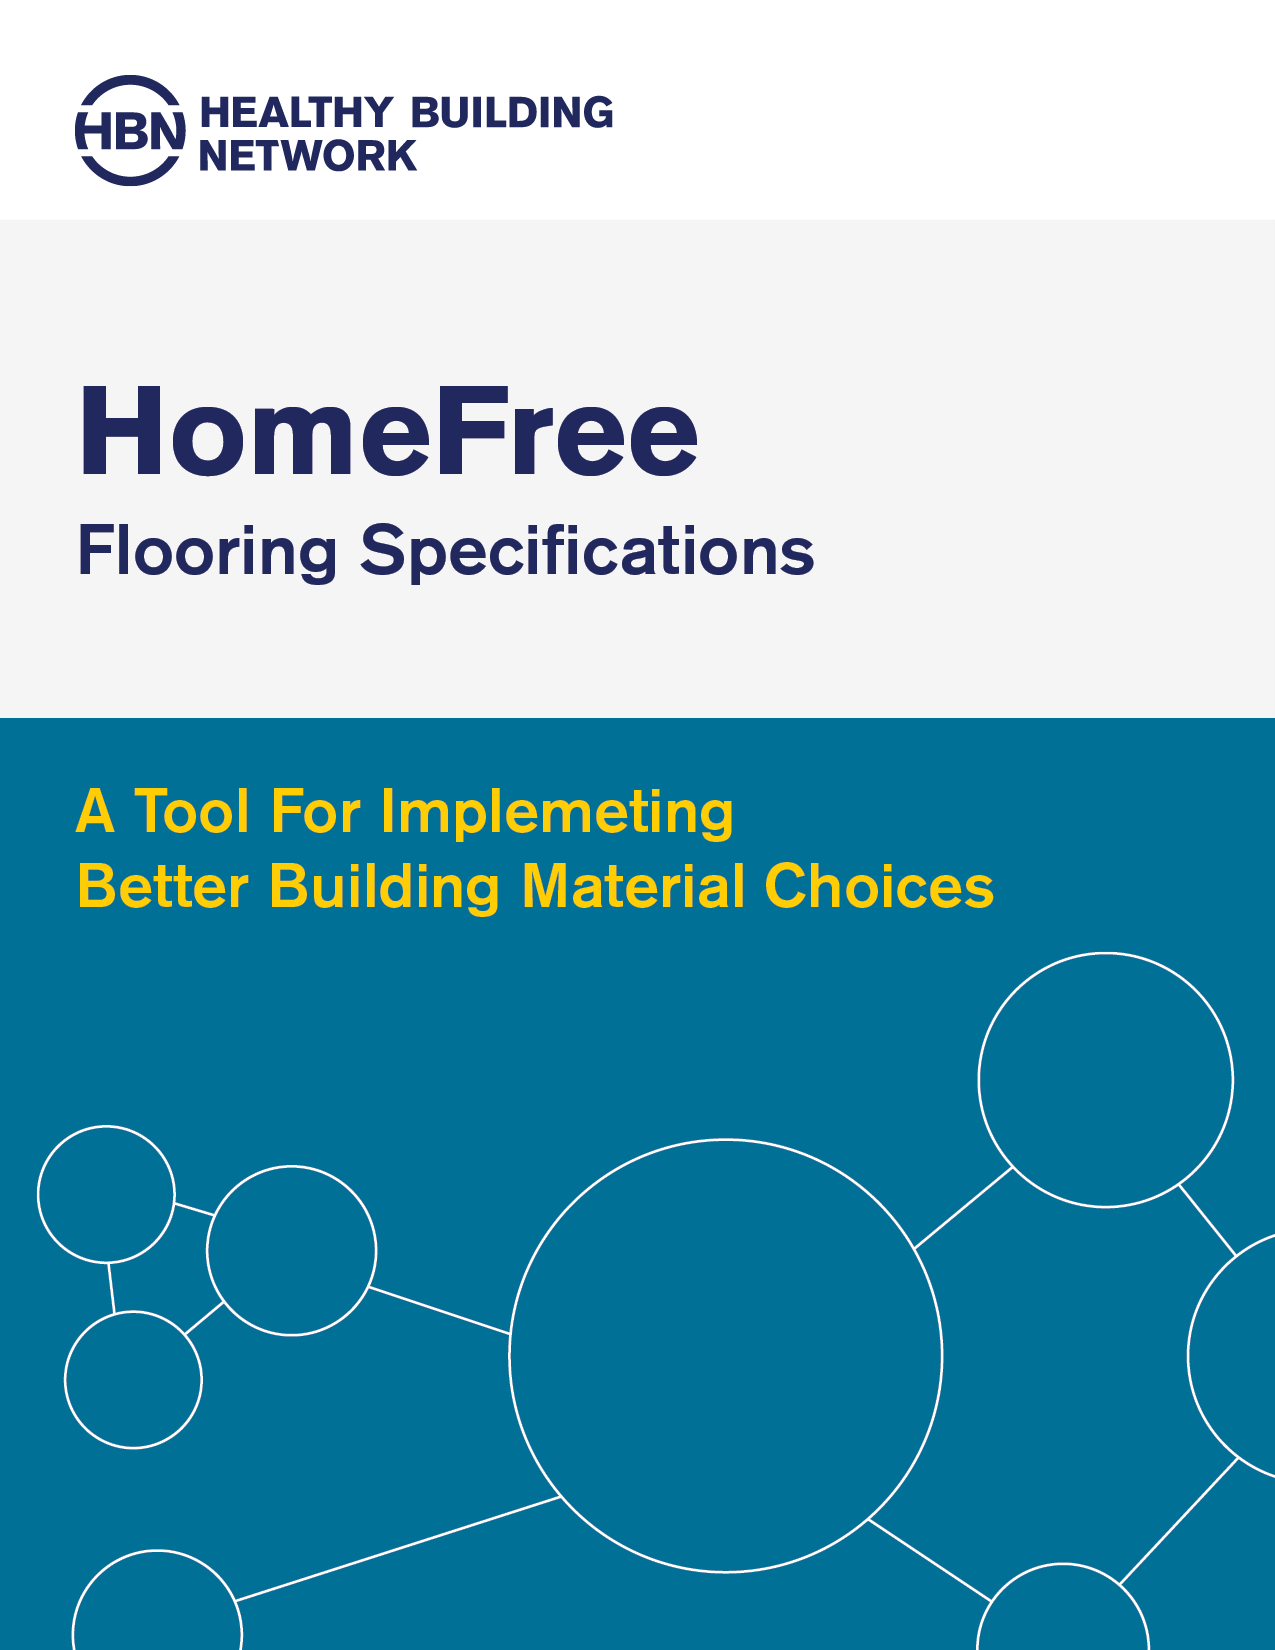 HBN
HEALTHY BUILDING
NETWORK
HomeFree
Flooring Specifications
A Tool For Implemeting
Better Building Material Choices